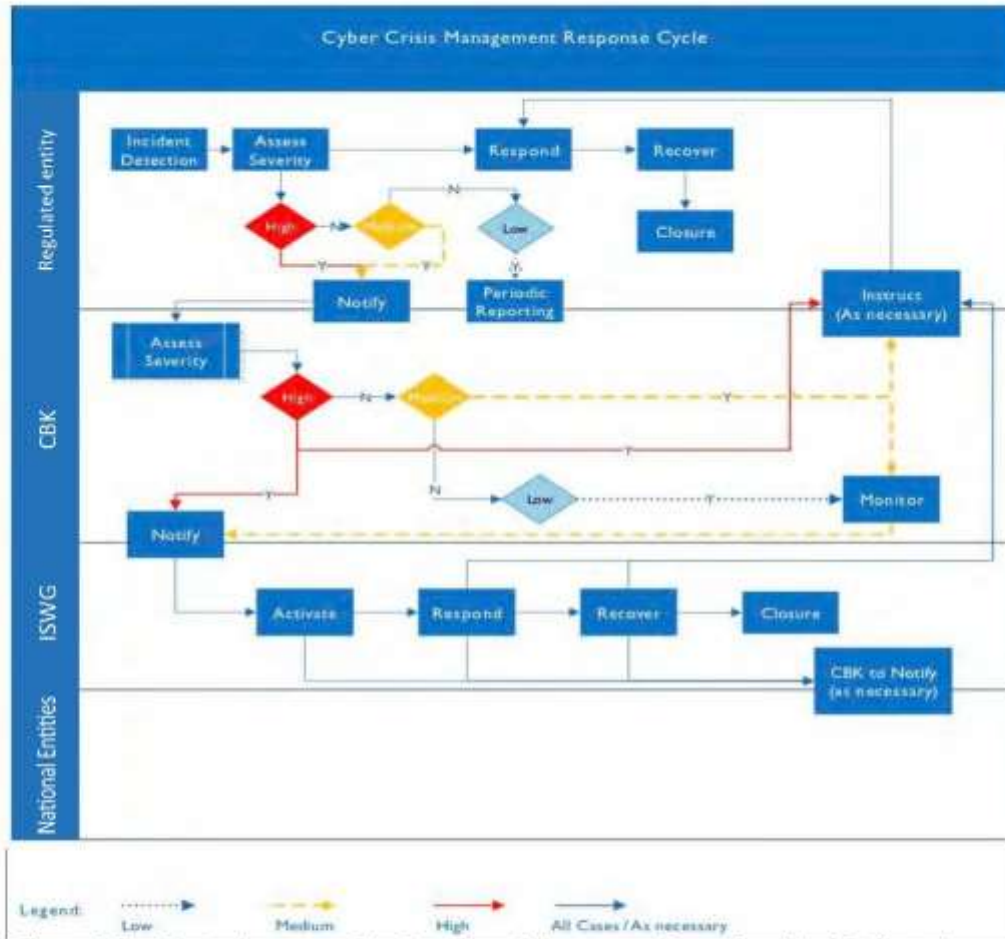 Cyber Crisis Management Response Cycle
Regulated entity
Incident
Detection
Assess
Severity
Respond
Recover
Closure
High
N
Medium
N
Low
Y
Y
Y
Notify
Periodic
Reporting
Instruct
(As necessary)
CBK
Assess
Severity
High
N
Medium
Y
Y
N
Low
Y
Monitor
Y
Notify
ISWG
Activate
Respond
Recover
Closure
CBK to Notify
(as necessary)
National Entities
Legend:
Low
Medium
High
All Cases / As necessary